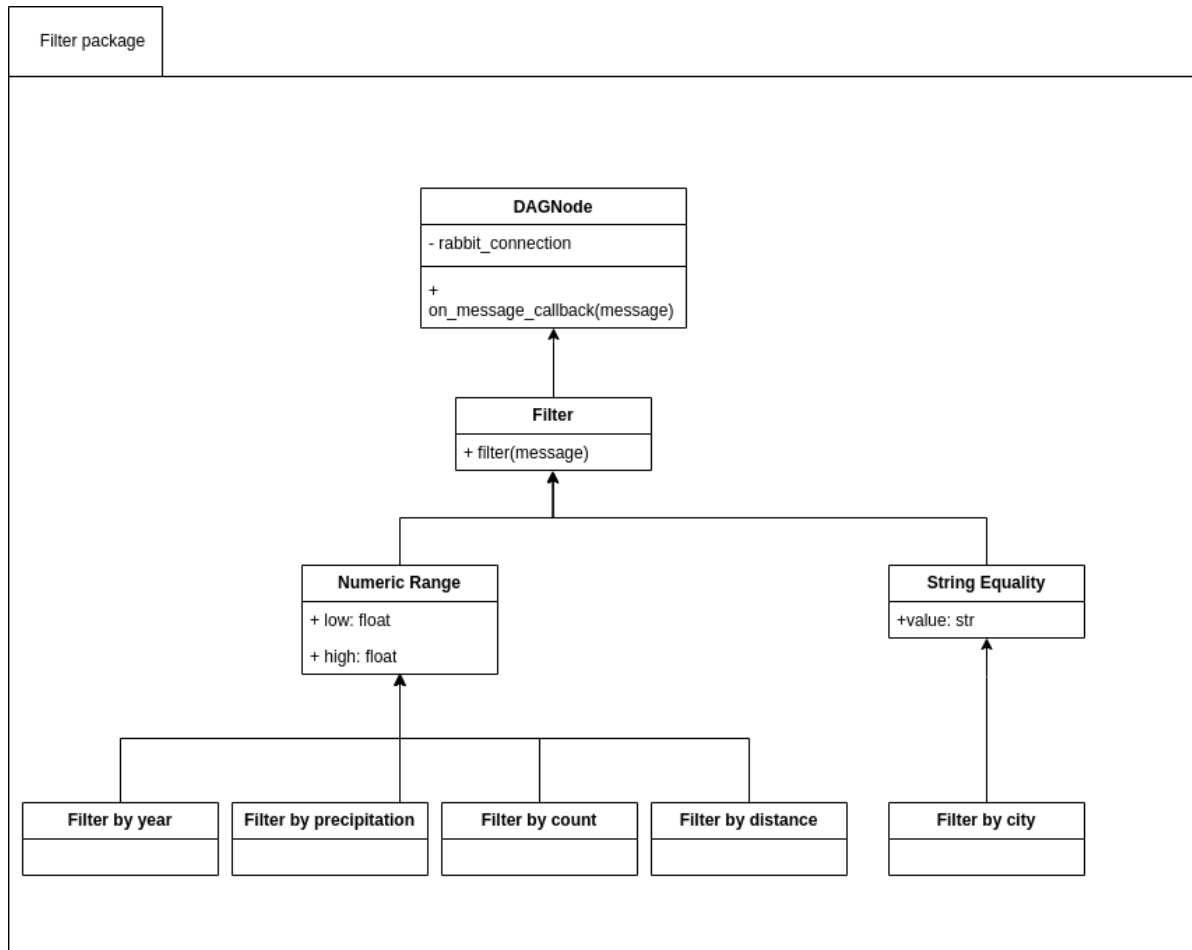 Filter package
DAGNode
- rabbit_connection
+
on_message_callback(message)
Filter
+ filter(message)
Numeric Range
+ low: float
+ high: float
String Equality
+value: str
Filter by year
Filter by precipitation
Filter by count
Filter by distance
Filter by city